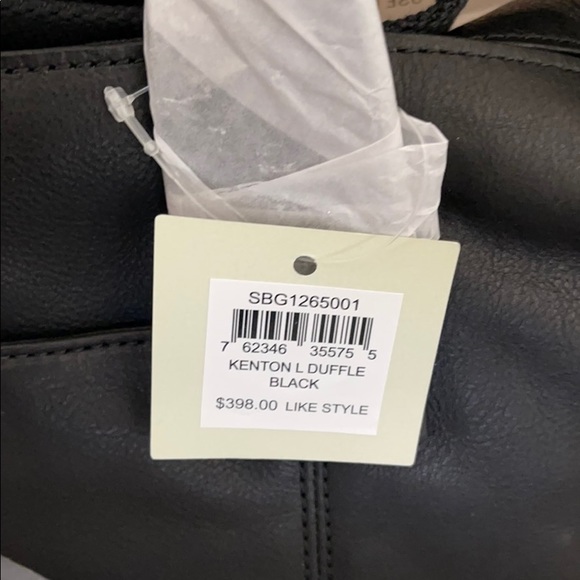 SBG1265001
7 62346 35575 5
KENTON L DUFFLE
BLACK
$398.00 LIKE STYLE